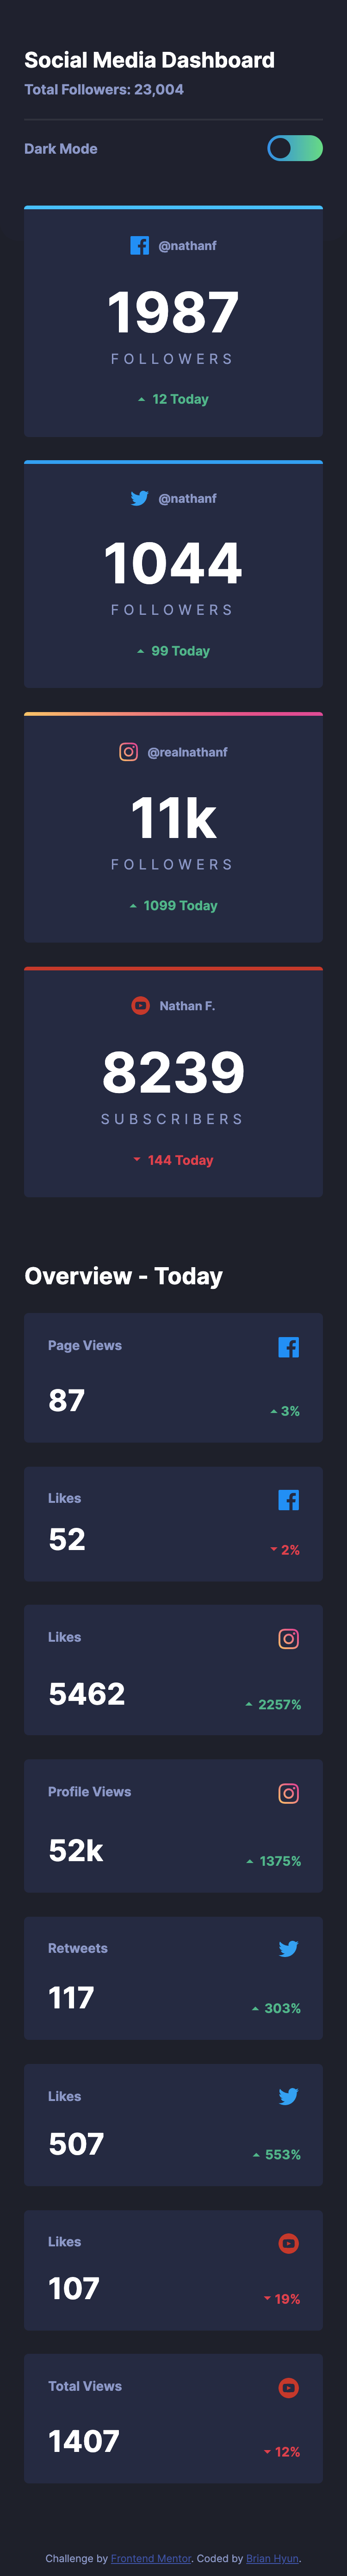 Social Media Dashboard
Total Followers: 23,004
Dark Mode
@nathanf
1987
FOLLOWERS
12 Today
@nathanf
1044
FOLLOWERS
99 Today
@realnathanf
11k
FOLLOWERS
1099 Today
Nathan F.
8239
SUBSCRIBERS
144 Today
Overview - Today
Page Views
87
3%
Likes
52
2%
Likes
5462
2257%
Profile Views
52k
1375%
Retweets
117
303%
Likes
507
553%
Likes
107
19%
Total Views
1407
12%
Challenge by Frontend Mentor. Coded by Brian Hyun.